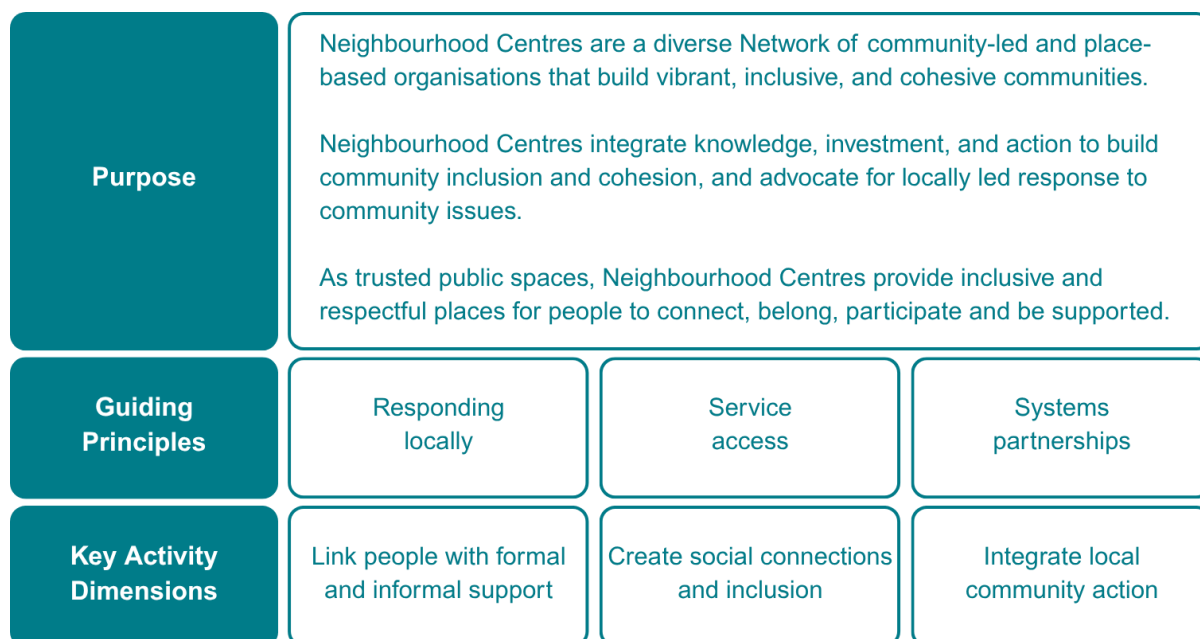 Purpose
Neighbourhood Centres are a diverse Network of community-led and place-
based organisations that build vibrant, inclusive, and cohesive communities.
Neighbourhood Centres integrate knowledge, investment, and action to build
community inclusion and cohesion, and advocate for locally led response to
community issues.
As trusted public spaces, Neighbourhood Centres provide inclusive and
respectful places for people to connect, belong, participate and be supported.
Guiding
Principles
Responding
locally
Service
access
Systems
partnerships
Key Activity
Dimensions
Link people with formal
and informal support
Create social connections
and inclusion
Integrate local
community action